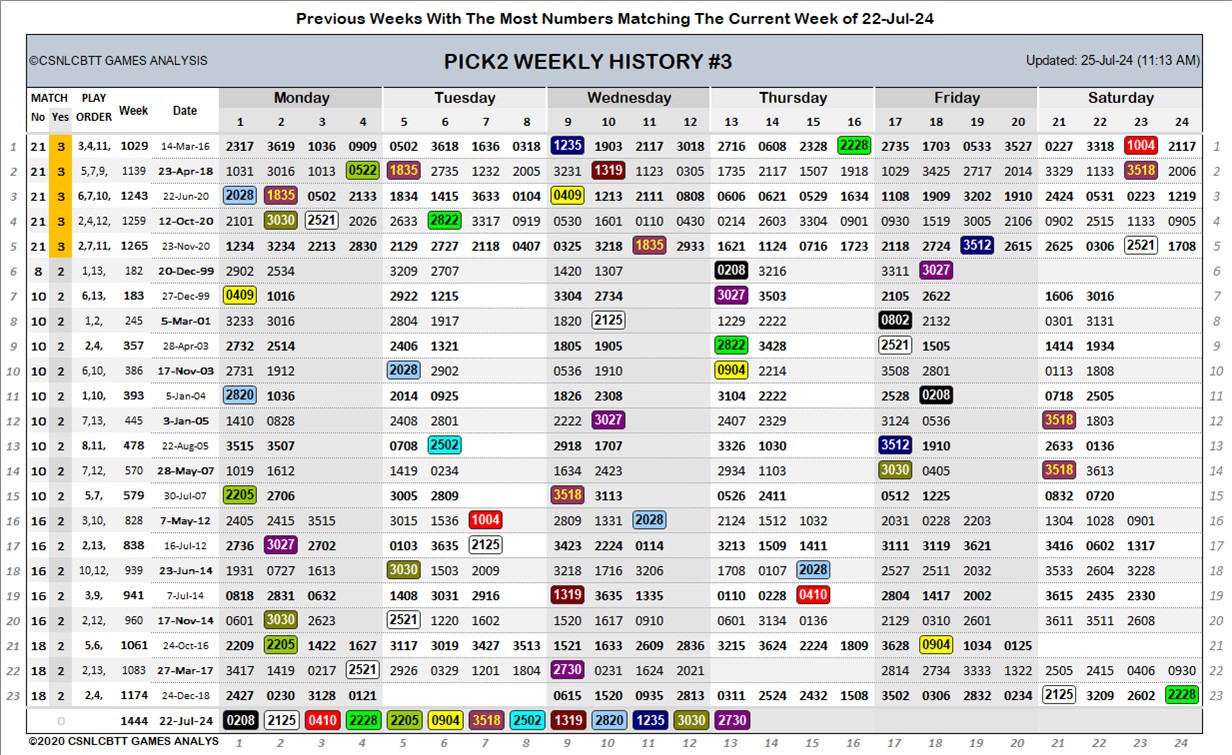 Previous Weeks With The Most Numbers Matching The Current Week of 22-Jul-24
©CSNLCBTT GAMES ANALYSIS PICK2 WEEKLY HISTORY #3 Updated: 25-Jul-24 (11:13 AM)
MATCH PLAY Week Date Monday Tuesday Wednesday Thursday Friday Saturday
No Yes ORDER 1 2 3 4 5 6 7 8 9 10 11 12 13 14 15 16 17 18 19 20 21 22 23 24
1 21 3 3,4,11, 1029 14-Mar-16 2317 3619 1036 0909 0502 3618 1636 0318 1235 1903 2117 3018 2716 0608 2328 2228 2735 1703 0533 3527 0227 3318 1004 2117 1
2 21 3 5,7,9, 1139 23-Apr-18 1031 3016 1013 0522 1835 2735 1232 2005 3231 1319 1123 0305 1735 2117 1507 1918 1029 3425 2717 2014 3329 1133 3518 2006 2
3 21 3 6,7,10, 1243 22-Jun-20 2028 1835 0502 2133 1834 1415 3633 0104 0409 1213 2111 0808 0636 0621 0529 1634 1108 1909 3202 1910 2424 0531 0223 1219 3
4 21 3 2,4,12, 1259 12-Oct-20 2101 3030 2521 2026 2633 2822 3317 0919 0530 1601 0110 0430 0214 2603 3304 0901 3030 1519 3035 2106 0902 2515 1133 0905 4
5 21 3 2,7,11, 1265 23-Nov-20 1234 3234 2213 2830 2129 2727 2118 0407 0325 3218 1835 2933 1621 1124 0716 1723 2118 2724 3512 2615 2625 0306 2521 1708 5
6 8 2 1,13, 182 20-Dec-99 2902 2534 3209 2707 1420 1307 0208 3216 3311 3027 6
7 10 2 6,13, 183 27-Dec-99 0409 1016 2922 1215 3304 2734 3027 3503 2105 2622 1606 3016 7
8 10 2 1,2, 245 5-Mar-01 3233 3016 2804 1917 1820 2125 1229 2222 0802 2132 0301 3131 8
9 10 2 2,4, 357 28-Apr-03 2732 2514 2406 1321 1805 1905 2822 3428 2521 1505 1414 1934 9
10 10 2 6,10, 386 17-Nov-03 2731 1912 2028 2902 0536 1910 0904 2214 3508 2801 0113 1808 10
11 10 2 1,10, 393 5-Jan-04 2820 1036 2014 0925 1826 2308 3104 2222 2528 0208 0718 2505 11
12 10 2 7,13, 445 3-Jan-05 1410 0828 2408 2801 2222 3027 2407 2329 3124 0536 3518 1803 12
13 10 2 8,11, 478 22-Aug-05 3515 3507 0708 2502 2918 1707 3326 1030 3512 1910 2633 0136 13
14 10 2 7,12, 570 28-May-07 1019 1612 1419 0234 1634 2423 2934 1103 3030 0405 3518 3613 14
15 10 2 5,7, 579 30-Jul-07 2205 2706 3005 2809 3518 3113 0526 2411 0512 1225 0832 0720 15
16 16 2 3,10, 828 7-May-12 2405 2415 3515 3015 1536 1004 2809 1331 2028 2124 1512 1032 2031 0228 2203 1304 1028 0901 16
17 16 2 2,13, 838 16-Jul-12 2736 3027 2702 0103 3635 2125 3423 2224 0114 3213 1509 1411 3111 3119 3621 3416 0602 1317 17
18 16 2 10,12, 939 23-Jun-14 1931 0727 1613 3030 1503 2009 3218 1716 3206 1708 0107 2028 2527 2511 2032 3533 2604 3228 18
19 16 2 3,9, 941 7-Jul-14 0818 2831 0632 1408 3031 2916 1319 3635 1335 0110 0228 0410 2804 1417 2002 3615 2435 2330 19
20 16 2 2,12, 960 17-Nov-14 0601 3030 2623 2521 1220 1602 1520 1617 0910 0601 3134 0136 2129 0310 2601 3611 3511 2608 20
21 18 2 5,6, 1061 24-Oct-16 2209 2205 1422 1627 3117 3019 3427 3513 1521 1633 2609 2836 3215 3624 2224 1809 3628 0904 1034 0125 21
22 18 2 2,13, 1083 27-Mar-17 3417 1419 0217 2521 2926 0329 1201 1804 2730 0231 1624 2021 2814 2734 3333 1322 2505 2415 0406 0930 22
23 18 2 2,4, 1174 24-Dec-18 2427 0230 3128 0121 0615 1520 0935 2813 0311 2524 2432 1508 3502 0306 2832 0234 2125 3209 2602 2228 23
0 1444 22-Jul-24 0208 2125 0410 2228 2205 0904 3518 2502 1319 2820 1235 3030 2730
©2020 CSNLCBTT GAMES ANALYS 1 2 3 4 5 6 7 8 9 10 11 12 13 14 15 16 17 18 19 20 21 22 23 24